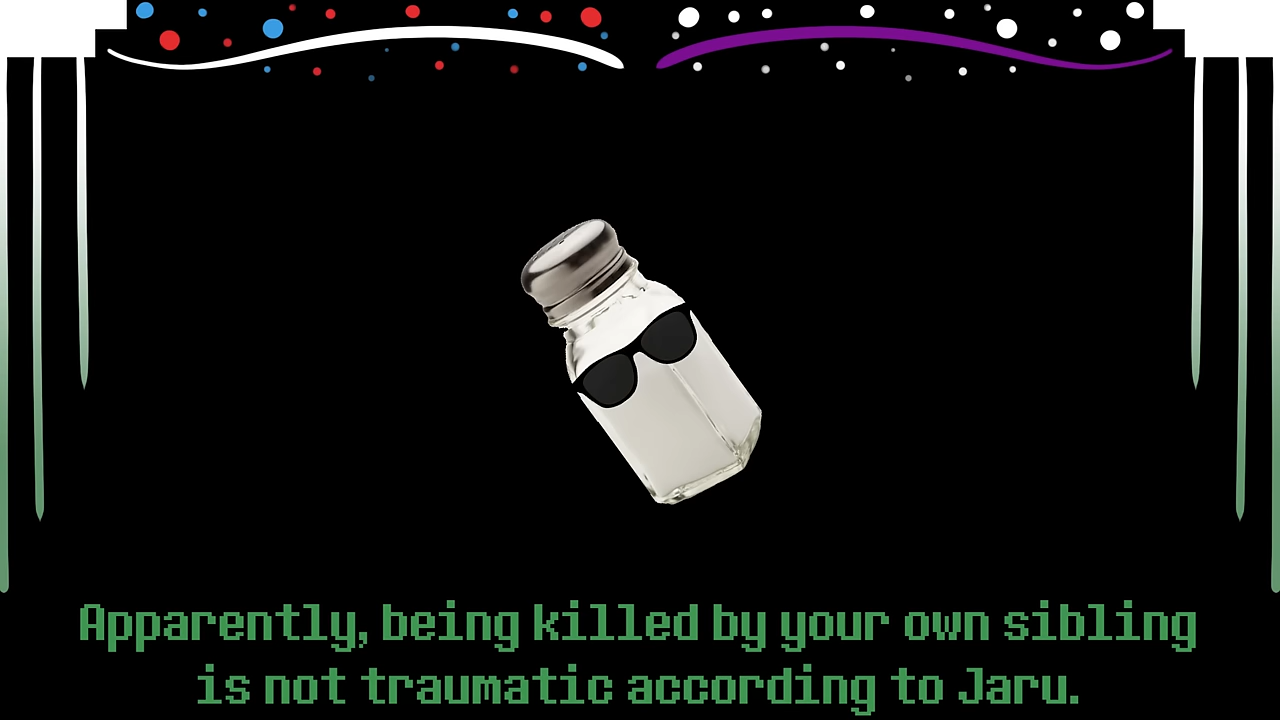 Apparently, being killed by your own sibling
is not traumatic according to Jaru.